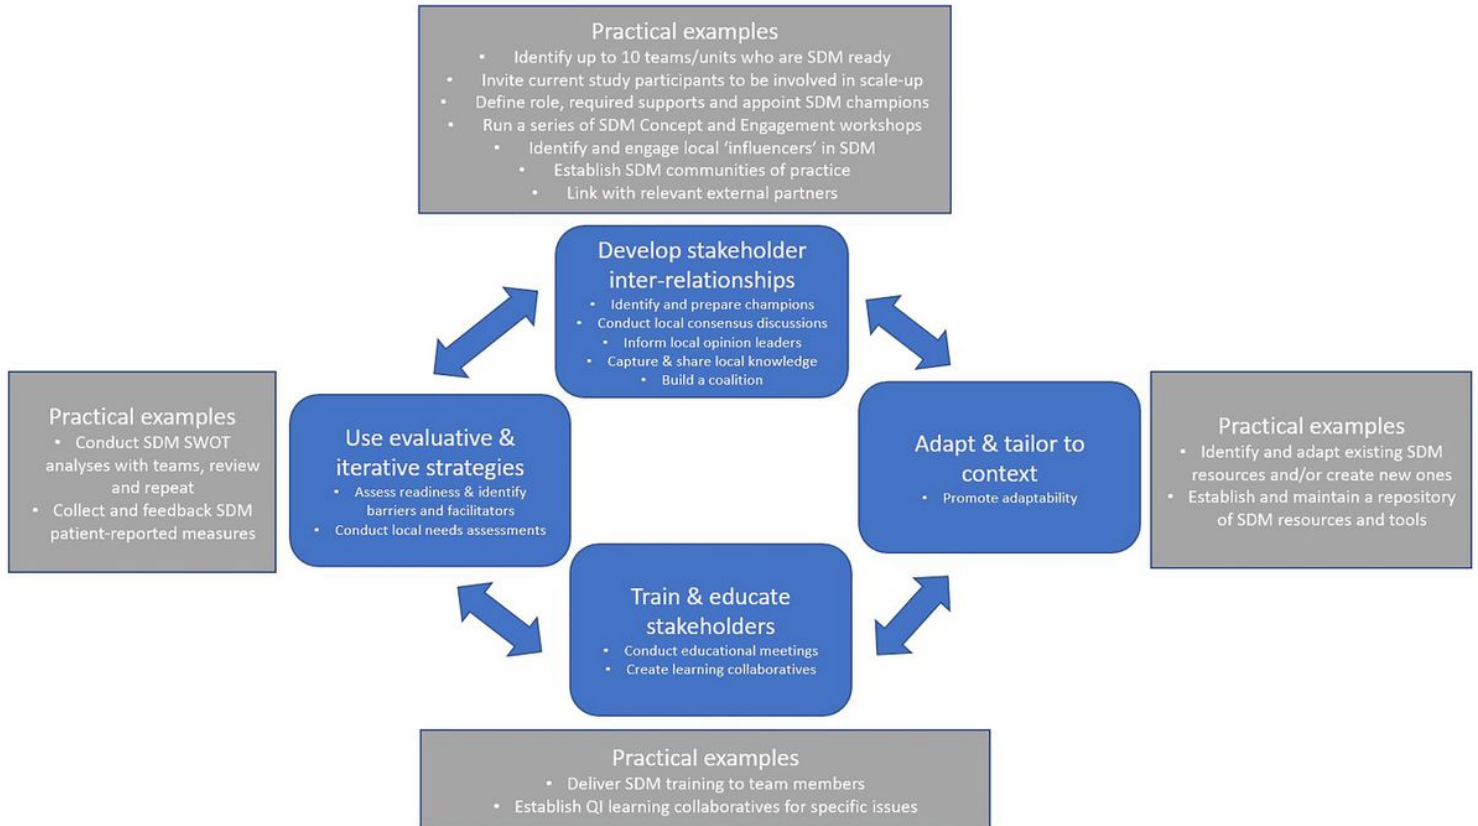 Practical examples
• Identify up to 10 teams/units who are SDM ready
• Invite current study participants to be involved in scale-up
• Define role, required supports and appoint SDM champions
• Run a series of SDM Concept and Engagement workshops
• Identify and engage local ‘influencers’ in SDM
• Establish SDM communities of practice
• Link with relevant external partners
Develop stakeholder
inter-relationships
• Identify and prepare champions
• Conduct local consensus discussions
• Inform local opinion leaders
• Capture & share local knowledge
• Build a coalition
Practical examples
• Conduct SDM SWOT
analyses with teams, review
and repeat
• Collect and feedback SDM
patient-reported measures
Use evaluative &
iterative strategies
• Assess readiness & identify
barriers and facilitators
• Conduct local needs assessments
Adapt & tailor to
context
• Promote adaptability
Practical examples
• Identify and adapt existing SDM
resources and/or create new ones
• Establish and maintain a repository
of SDM resources and tools
Train & educate
stakeholders
• Conduct educational meetings
• Create learning collaboratives
Practical examples
• Deliver SDM training to team members
• Establish QI learning collaboratives for specific issues